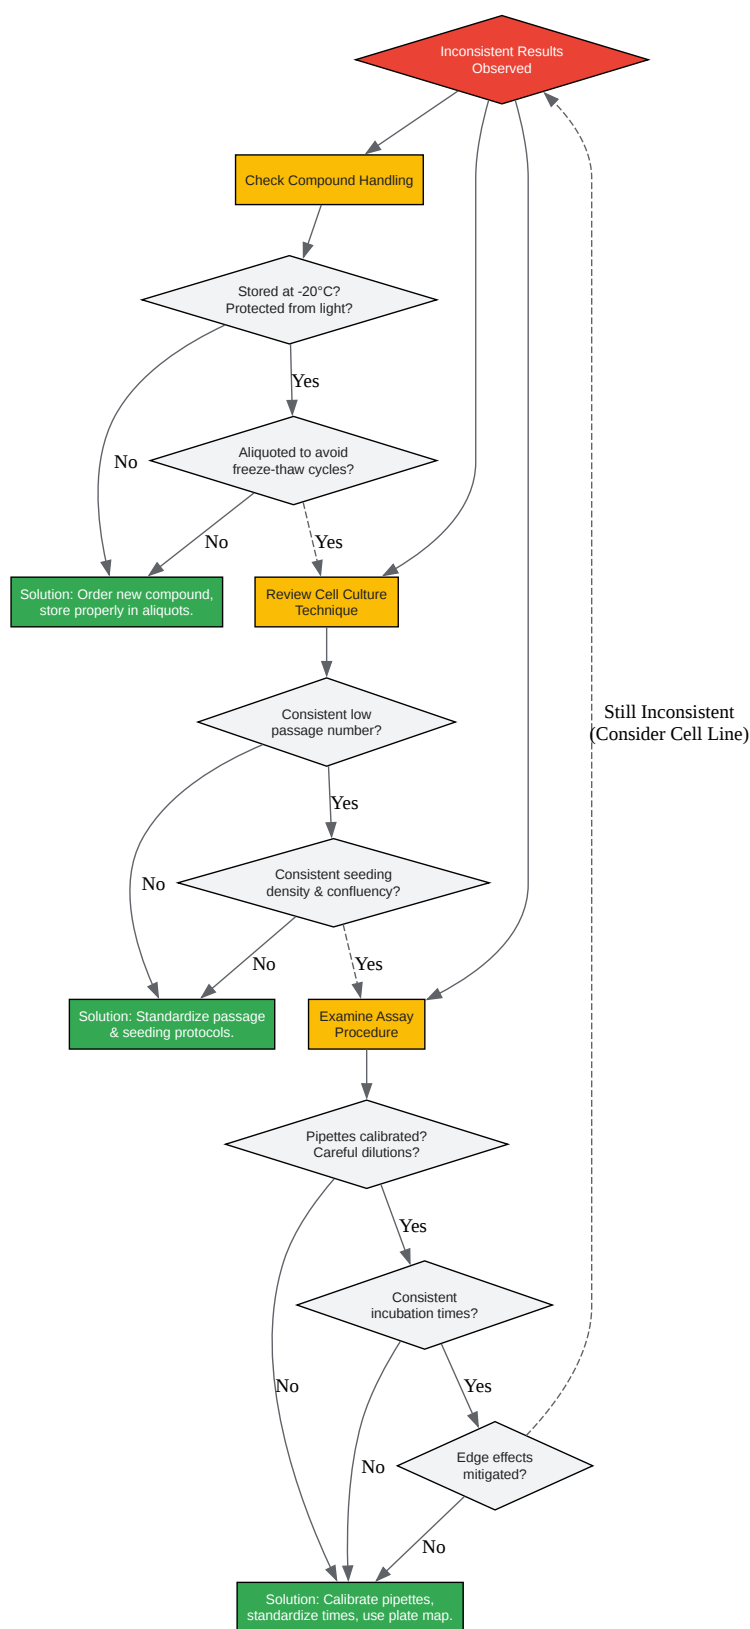 Inconsistent Results
Observed
Check Compound Handling
Stored at -20°C?
Protected from light?
Yes
Aliquoted to avoid
freeze-thaw cycles?
No
No
Yes
Solution: Order new compound,
store properly in aliquots.
Review Cell Culture
Technique
Consistent low
passage number?
Still Inconsistent
(Consider Cell Line)
Yes
Consistent seeding
density & confluency?
No
No
Yes
Solution: Standardize passage
& seeding protocols.
Examine Assay
Procedure
Pipettes calibrated?
Careful dilutions?
Yes
Consistent
incubation times?
No
Yes
Edge effects
mitigated?
No
No
Solution: Calibrate pipettes,
standardize times, use plate map.